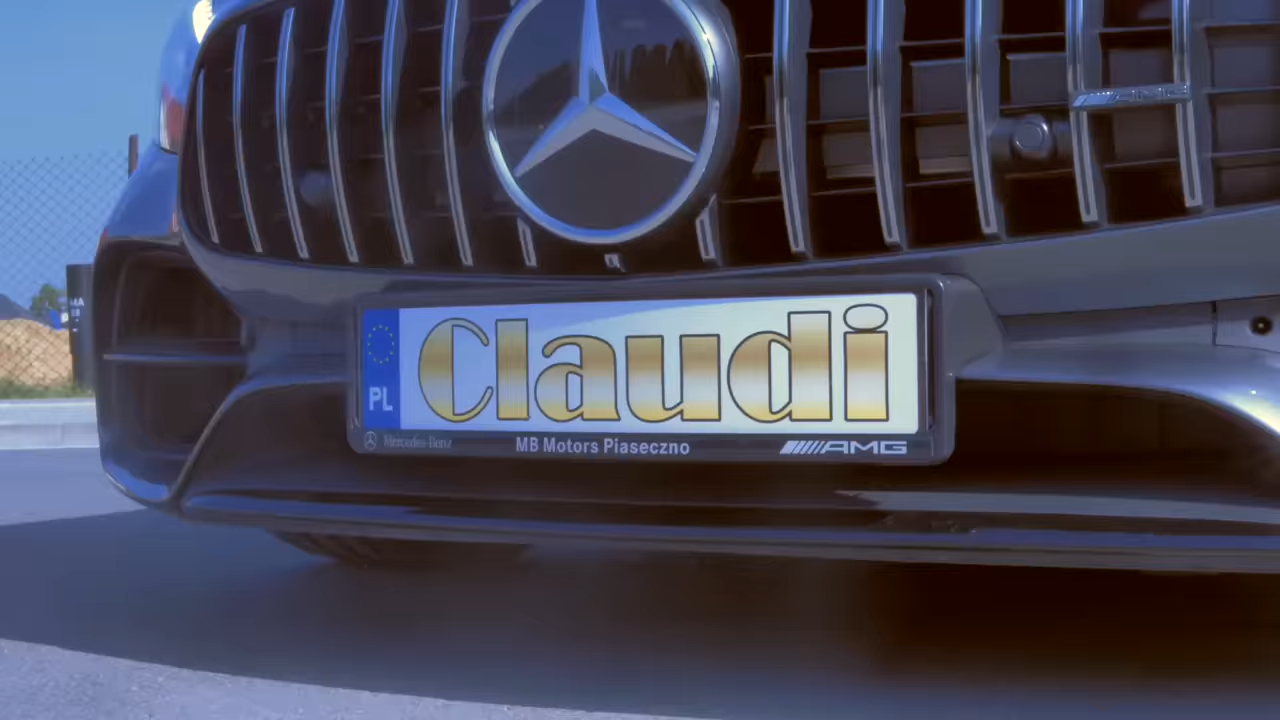 AMG
Claudi
PL
Mercedes-Benz
MB Motors Piaseczno
AMG